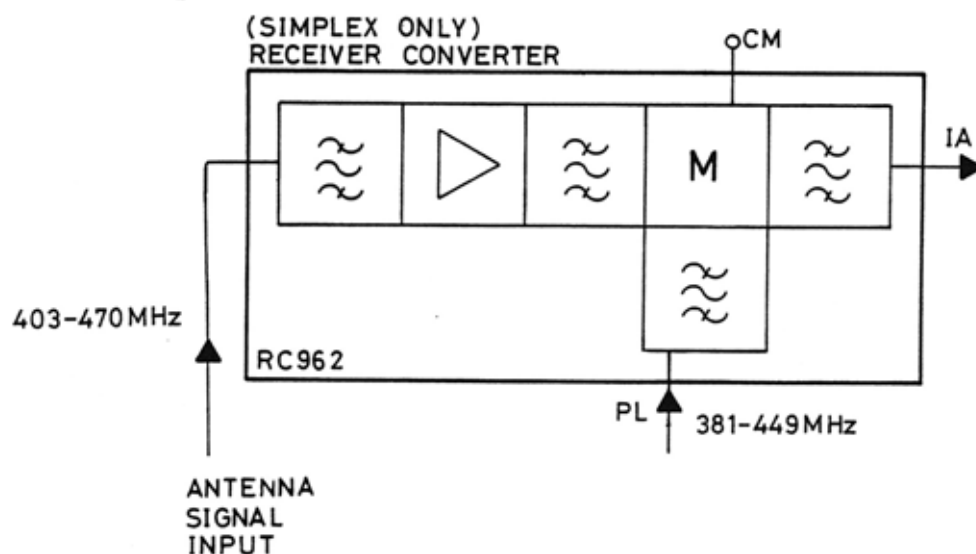 (SIMPLEX ONLY)
RECEIVER CONVERTER
CM
M
IA
403-470MHz
RC962
PL
381-449MHz
ANTENNA
SIGNAL
INPUT